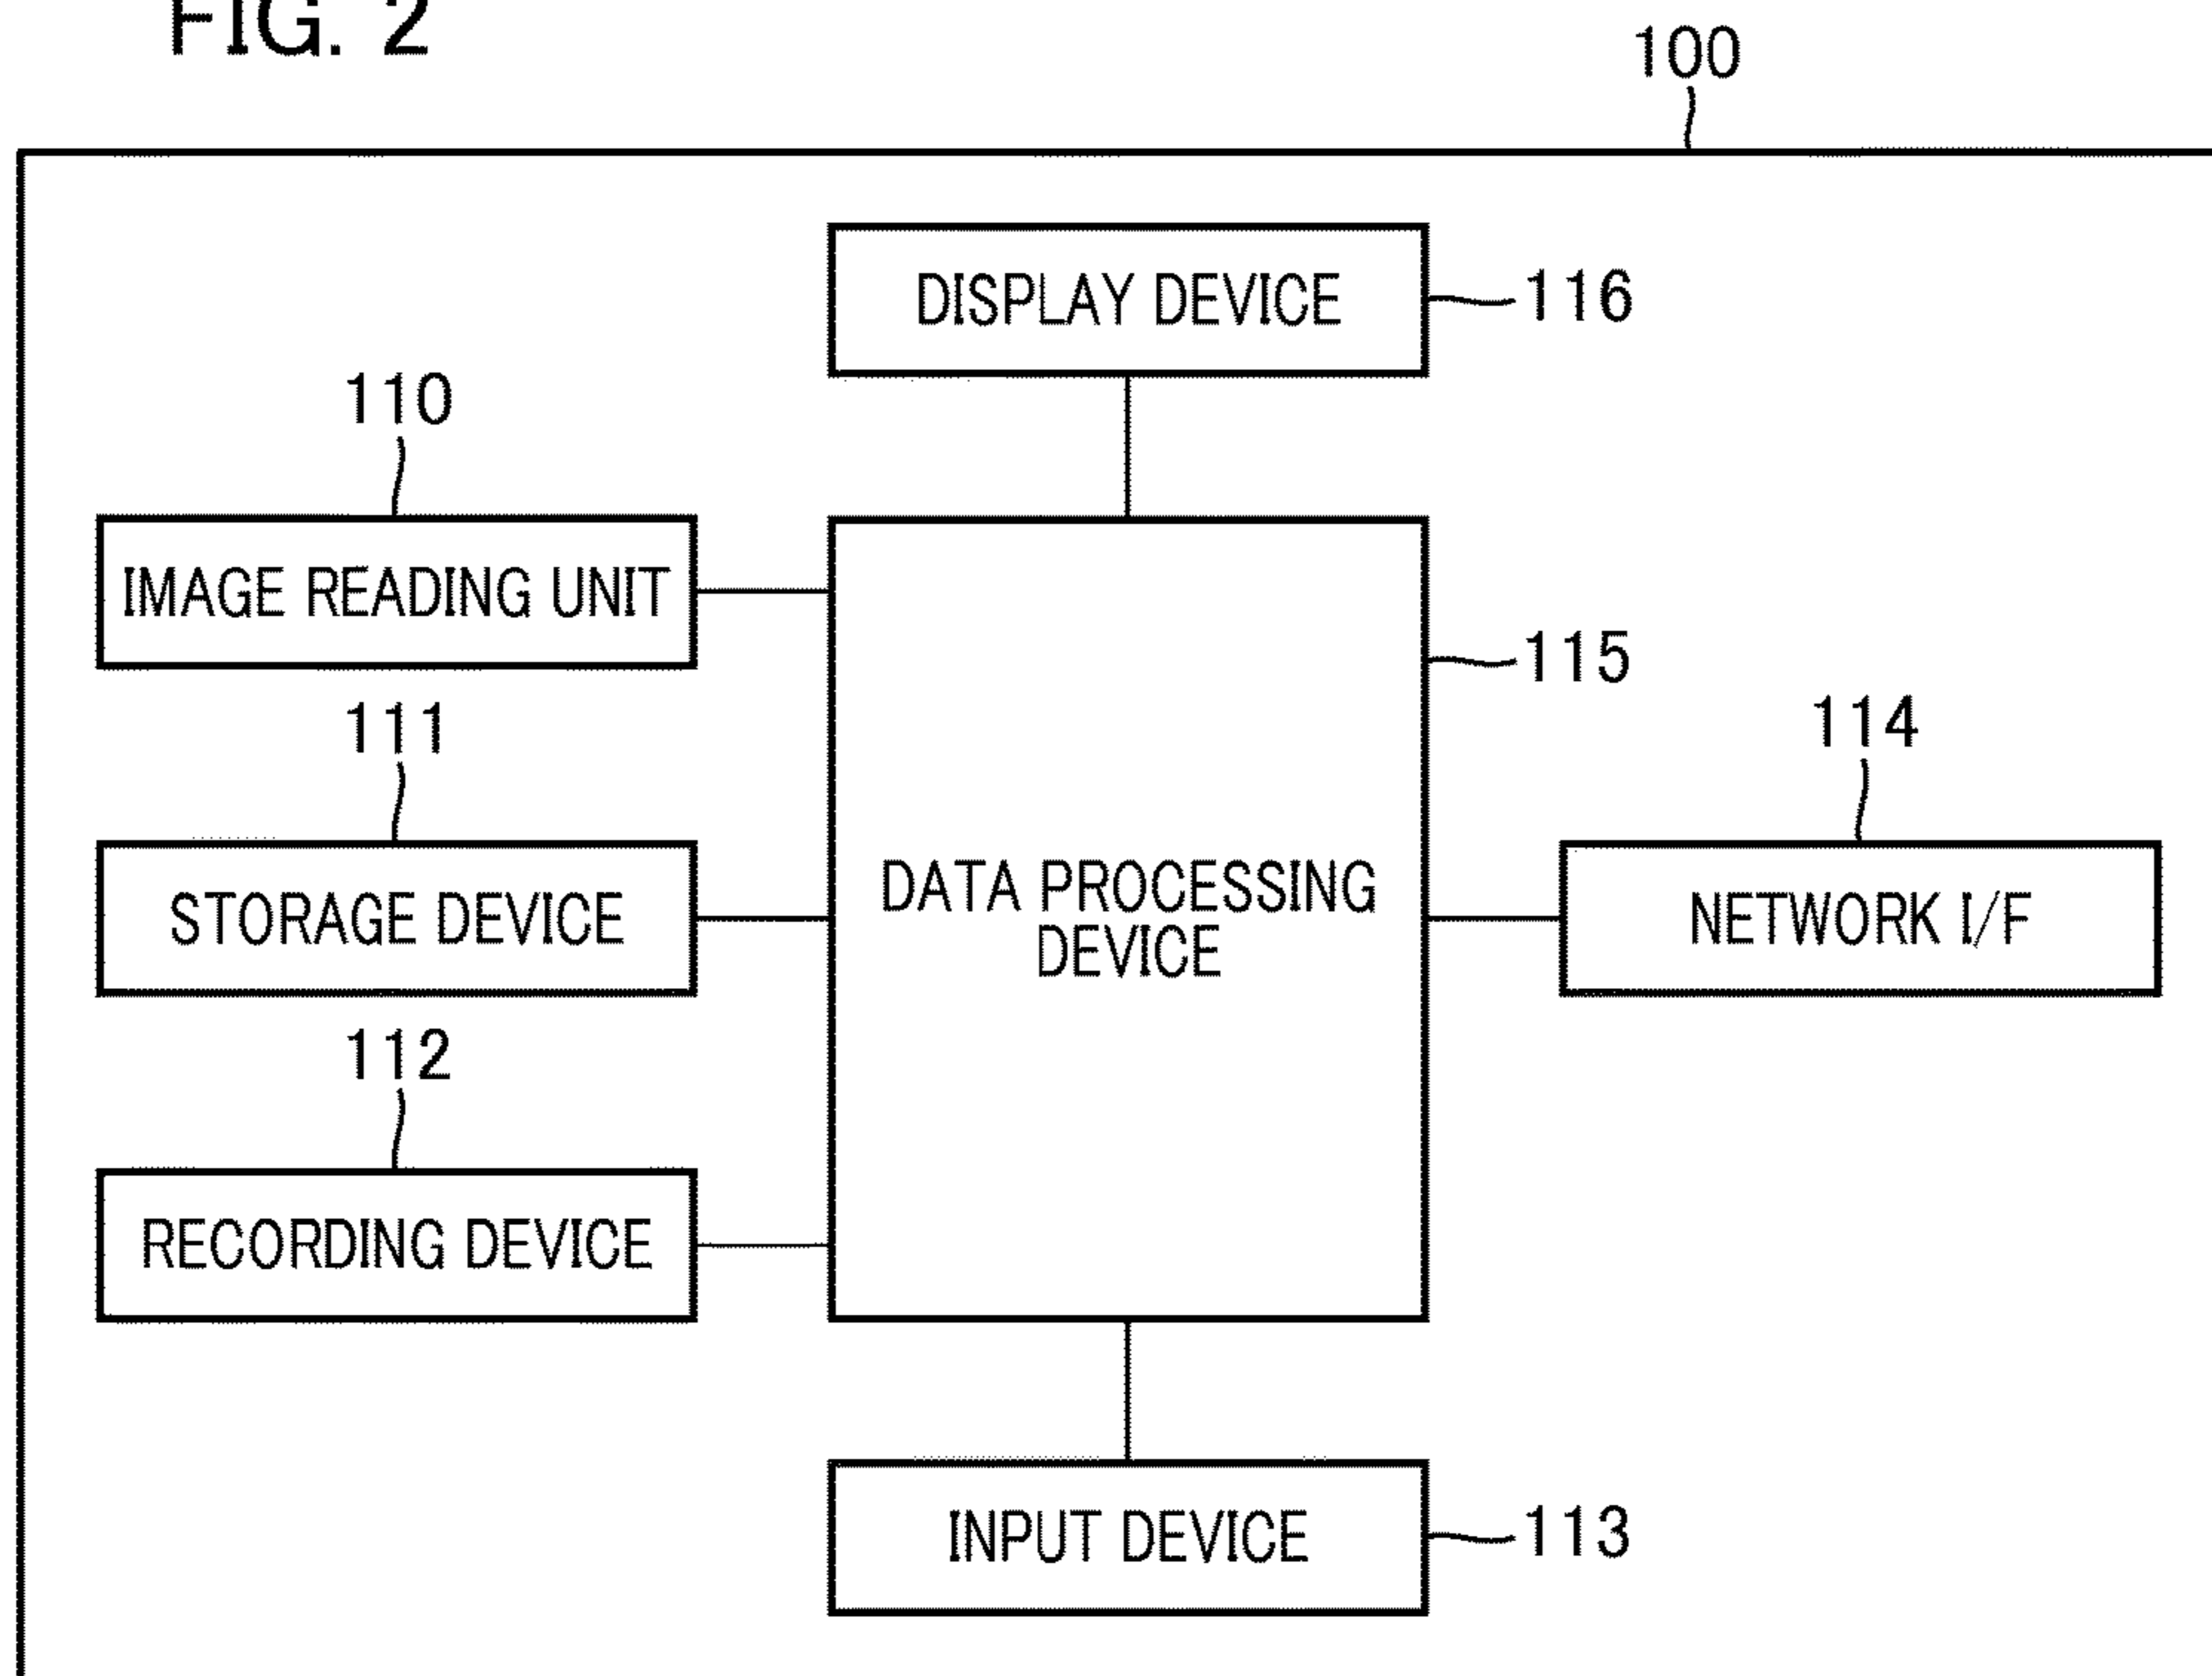 FIG. 2
100
DISPLAY DEVICE
116
110
IMAGE READING UNIT
115
111
114
STORAGE DEVICE
DATA PROCESSING
DEVICE
NETWORK I/F
112
RECORDING DEVICE
INPUT DEVICE
113